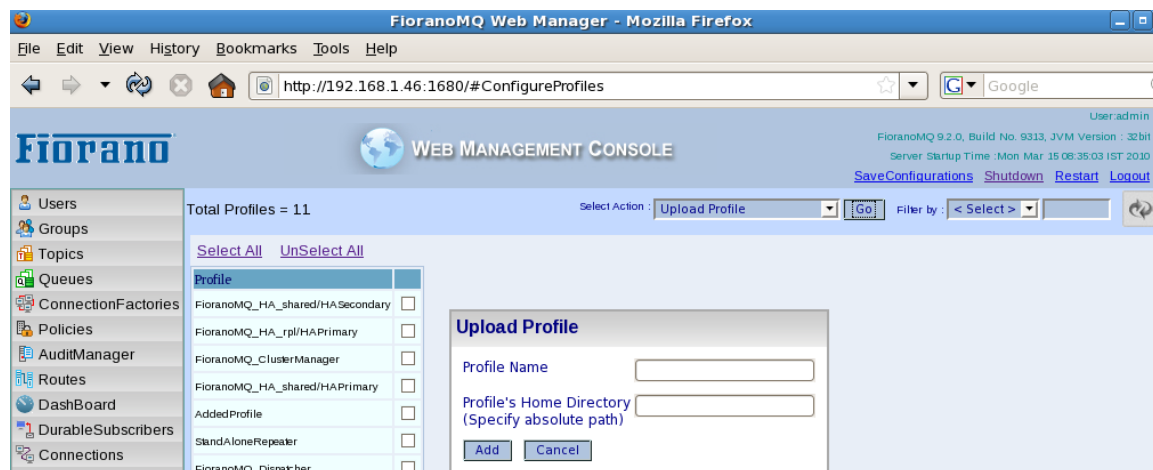 FioranoMQ Web Manager - Mozilla Firefox
File Edit View History Bookmarks Tools Help
http://192.168.1.46:1680/#ConfigureProfiles
G Google
User:admin
Fiorano
WEB MANAGEMENT CONSOLE
FioranoMQ 9.2.0, Build No. 9313, JVM Version : 32bit
Server Startup Time :Mon Mar 15 08:35:03 IST 2010
SaveConfigurations Shutdown Restart Logout
Users
Groups
Topics
Queues
ConnectionFactories
Policies
AuditManager
Routes
DashBoard
DurableSubscribers
Connections
Total Profiles = 11
Select Action : Upload Profile Go Filter by : < Select >
Select All UnSelect All
Profile
FioranoMQ_HA_shared/HASecondary
FioranoMQ_HA_rpl/HAPrimary
FioranoMQ_ClusterManager
FioranoMQ_HA_shared/HAPrimary
AddedProfile
StandAloneRepeater
FioranoMQ_Dispatcher
Upload Profile
Profile Name
Profile's Home Directory
(Specify absolute path)
Add Cancel